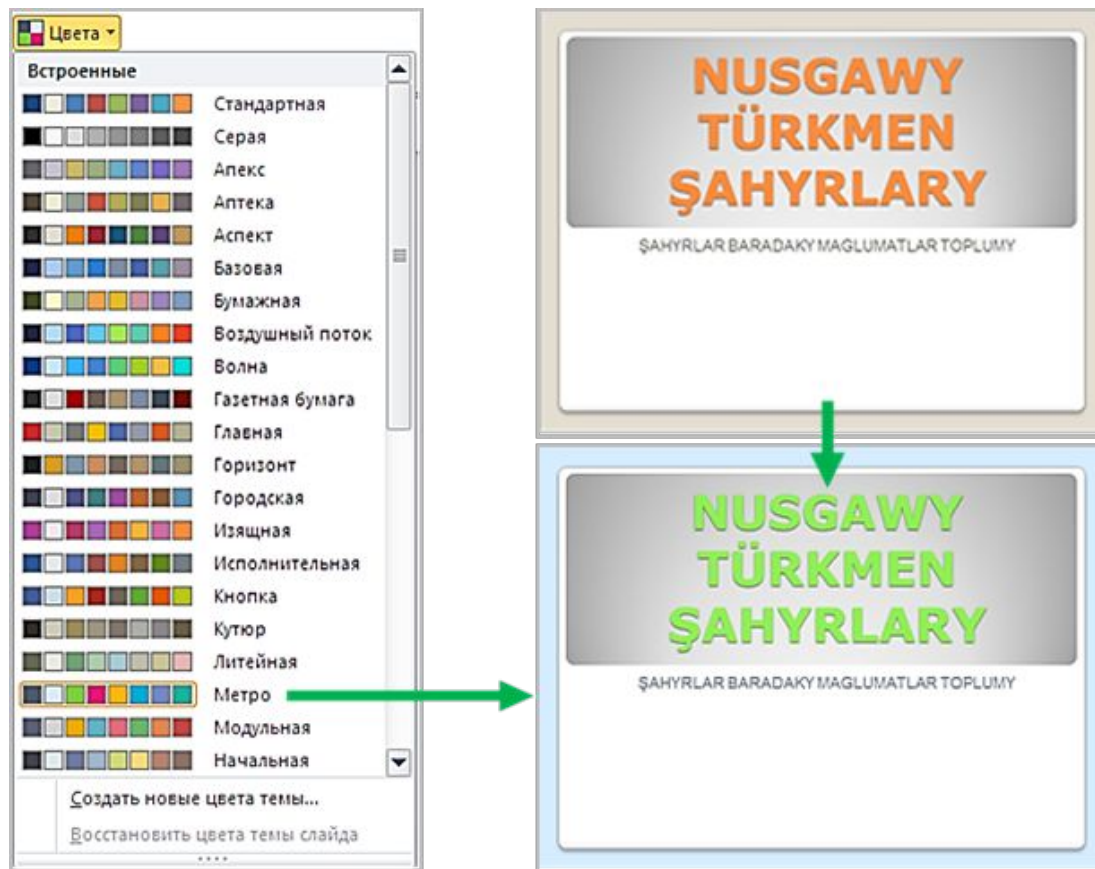 Цвета
Встроенные
Стандартная
Серая
Апекс
Аптека
Аспект
Базовая
Бумажная
Воздушный поток
Волна
Газетная бумага
Главная
Горизонт
Городская
Изящная
Исполнительная
Кнопка
Кутюр
Литейная
Метро
Модульная
Начальная
Создать новые цвета темы...
Восстановить цвета темы слайда
NUSGAWY
TÜRKMEN
ŞAHYRLARY
ŞAHYRLAR BARADAKY MAGLUMATLAR TOPLUMY
NUSGAWY
TÜRKMEN
ŞAHYRLARY
ŞAHYRLAR BARADAKY MAGLUMATLAR TOPLUMY